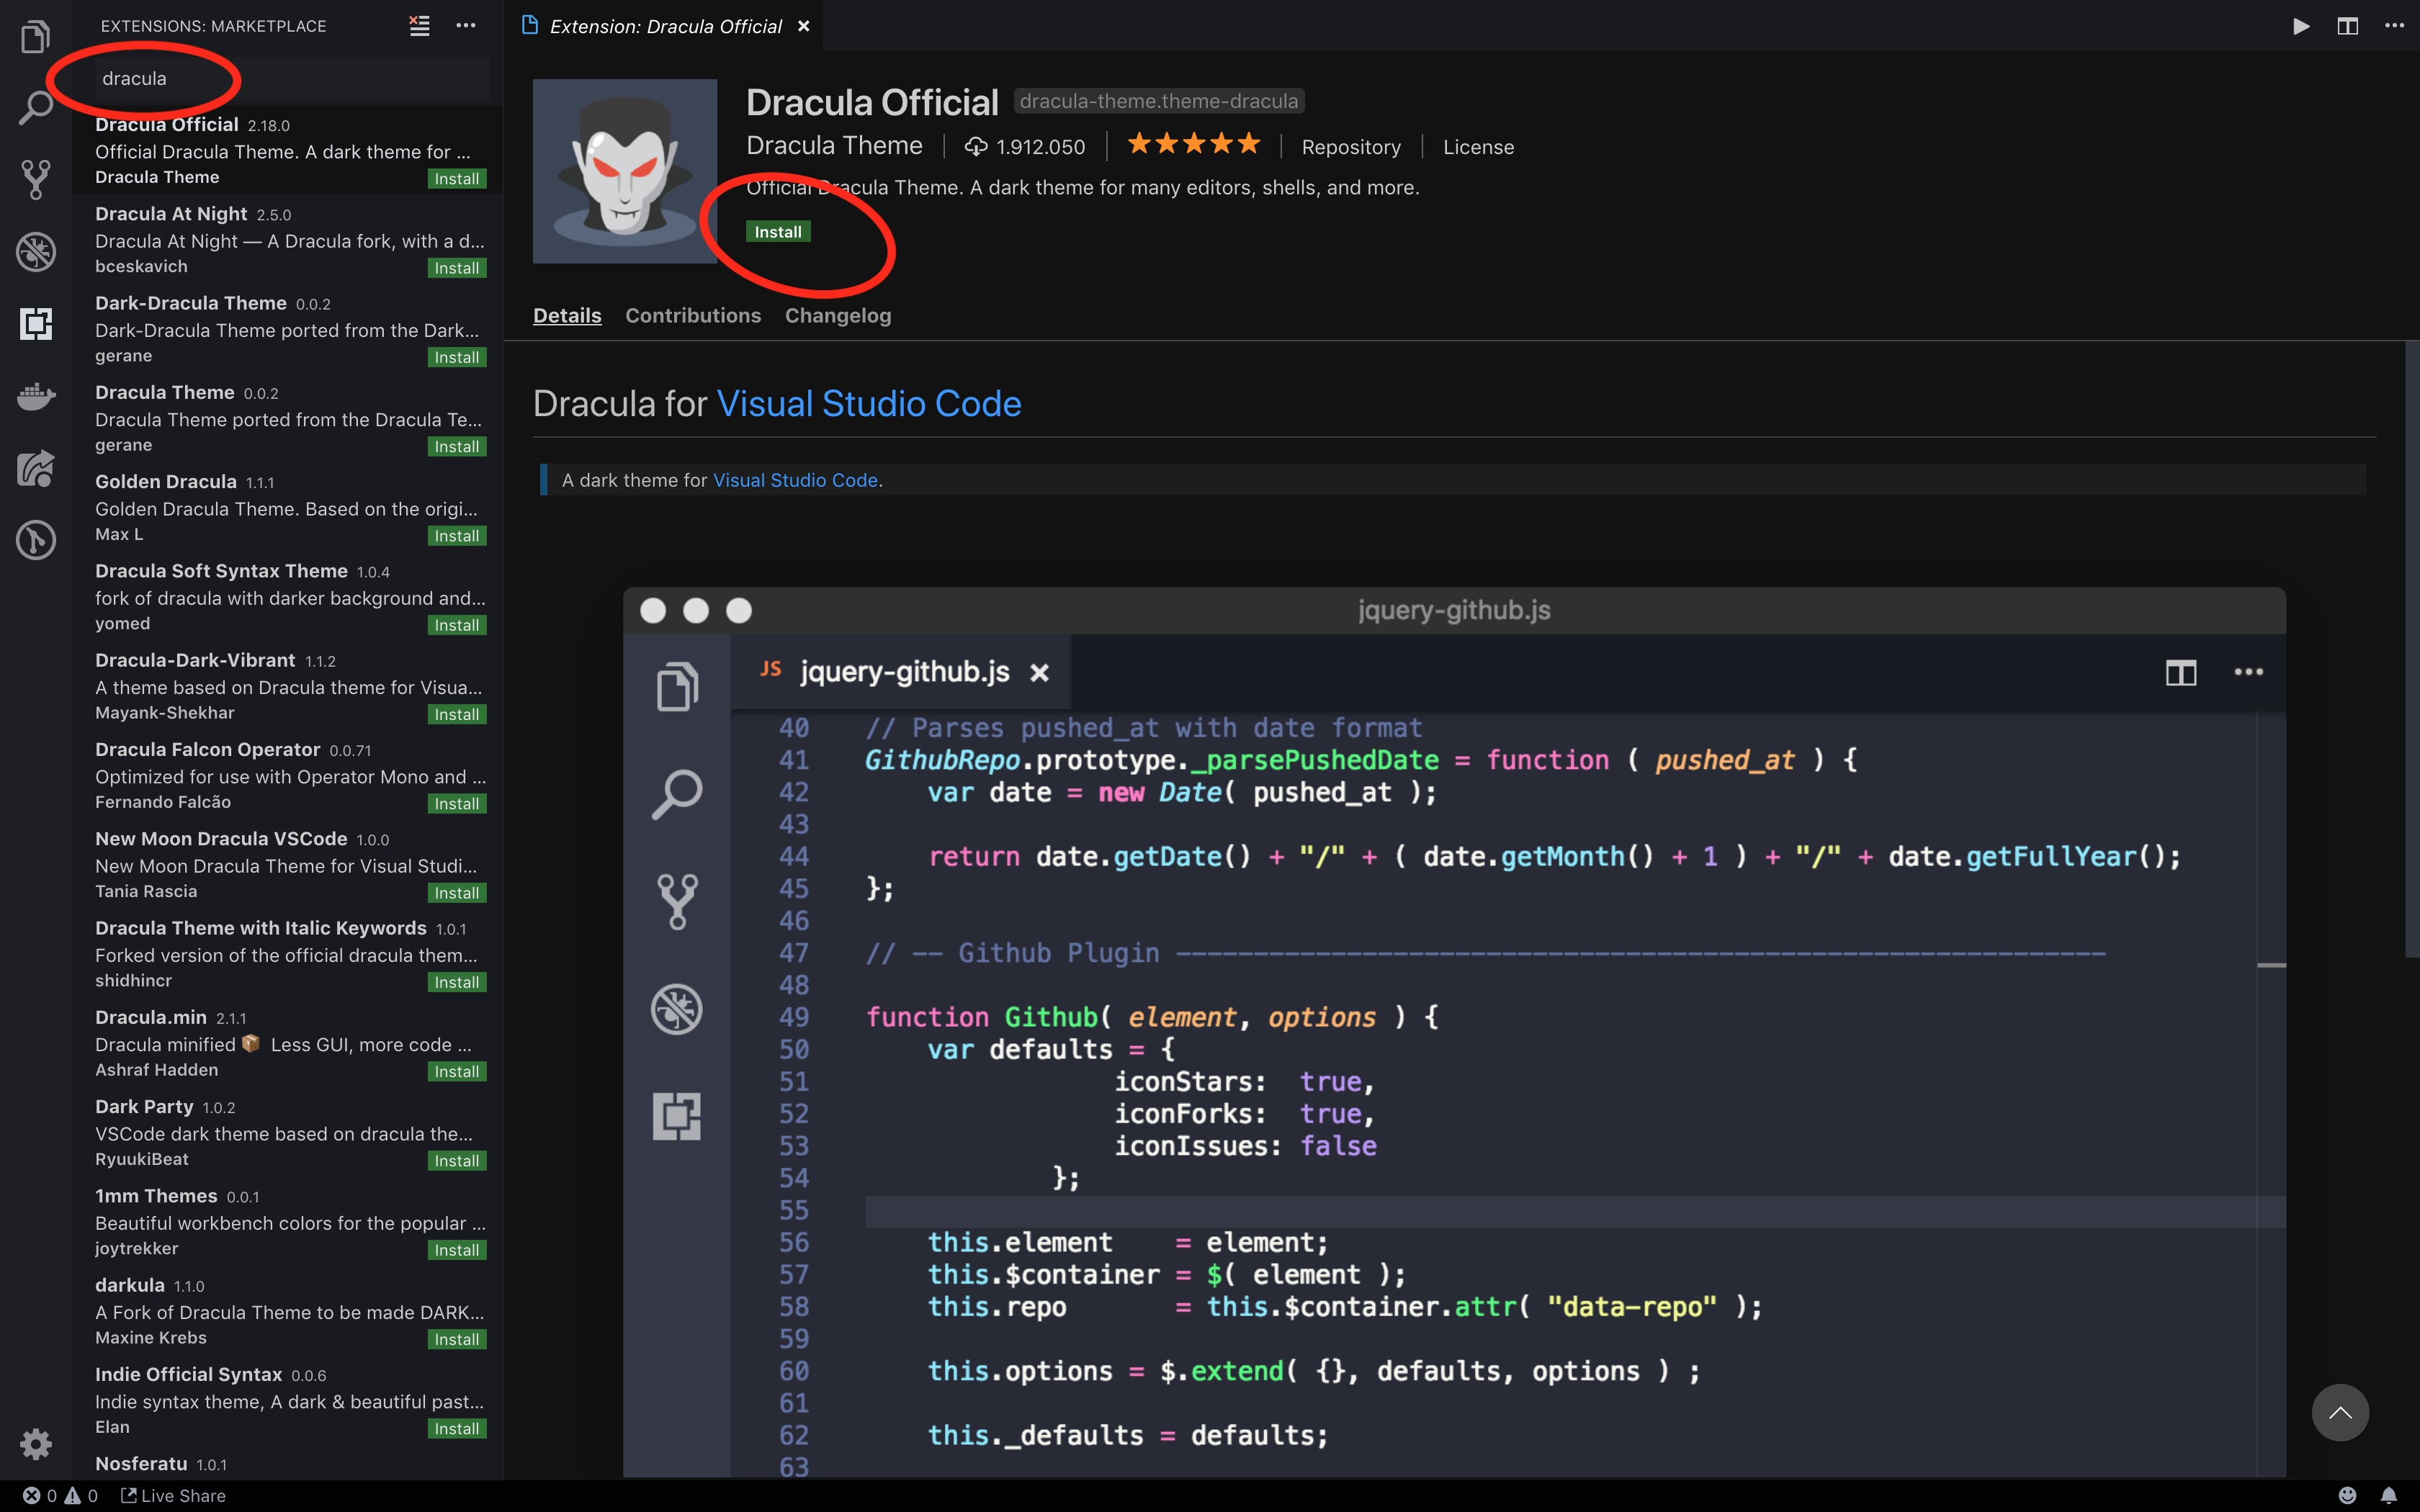 EXTENSIONS: MARKETPLACE
dracula
Dracula Official 2.18.0
Official Dracula Theme. A dark theme for ...
Dracula Theme Install
Dracula At Night 2.5.0
Dracula At Night — A Dracula fork, with a d...
bceskavich Install
Dark-Dracula Theme 0.0.2
Dark-Dracula Theme ported from the Dark...
gerane Install
Dracula Theme 0.0.2
Dracula Theme ported from the Dracula Te...
gerane Install
Golden Dracula 1.1.1
Golden Dracula Theme. Based on the origi...
Max L Install
Dracula Soft Syntax Theme 1.0.4
fork of dracula with darker background and...
yomed Install
Dracula-Dark-Vibrant 1.1.2
A theme based on Dracula theme for Visua...
Mayank-Shekhar Install
Dracula Falcon Operator 0.0.71
Optimized for use with Operator Mono and ...
Fernando Falcão Install
New Moon Dracula VSCode 1.0.0
New Moon Dracula Theme for Visual Studi...
Tania Rascia Install
Dracula Theme with Italic Keywords 1.0.1
Forked version of the official dracula them...
shidhincr Install
Dracula.min 2.1.1
Dracula minified 📦 Less GUI, more code ...
Ashraf Hadden Install
Dark Party 1.0.2
VSCode dark theme based on dracula the...
RyuukiBeat Install
1mm Themes 0.0.1
Beautiful workbench colors for the popular ...
joytrekker Install
darkula 1.1.0
A Fork of Dracula Theme to be made DARK...
Maxine Krebs Install
Indie Official Syntax 0.0.6
Indie syntax theme, A dark & beautiful past...
Elan Install
Nosferatu 1.0.1
Extension: Dracula Official
Dracula Official dracula-theme.theme-dracula
Dracula Theme 1.912.050 Repository License
Official Dracula Theme. A dark theme for many editors, shells, and more.
Install
Details Contributions Changelog
Dracula for Visual Studio Code
A dark theme for Visual Studio Code.
jquery-github.js
JS jquery-github.js
40 // Parses pushed_at with date format
41 GithubRepo.prototype._parsePushedDate = function ( pushed_at ) {
42 var date = new Date( pushed_at );
43
44 return date.getDate() + "/" + ( date.getMonth() + 1 ) + "/" + date.getFullYear();
45 };
46
47 // -- Github Plugin ------------------------------------------------------------
48
49 function Github( element, options ) {
50 var defaults = {
51 iconStars: true,
52 iconForks: true,
53 iconIssues: false
54 };
55
56 this.element = element;
57 this.$container = $( element );
58 this.repo = this.$container.attr( "data-repo" );
59
60 this.options = $.extend( {}, defaults, options ) ;
61
62 this._defaults = defaults;
63
0 0 Live Share